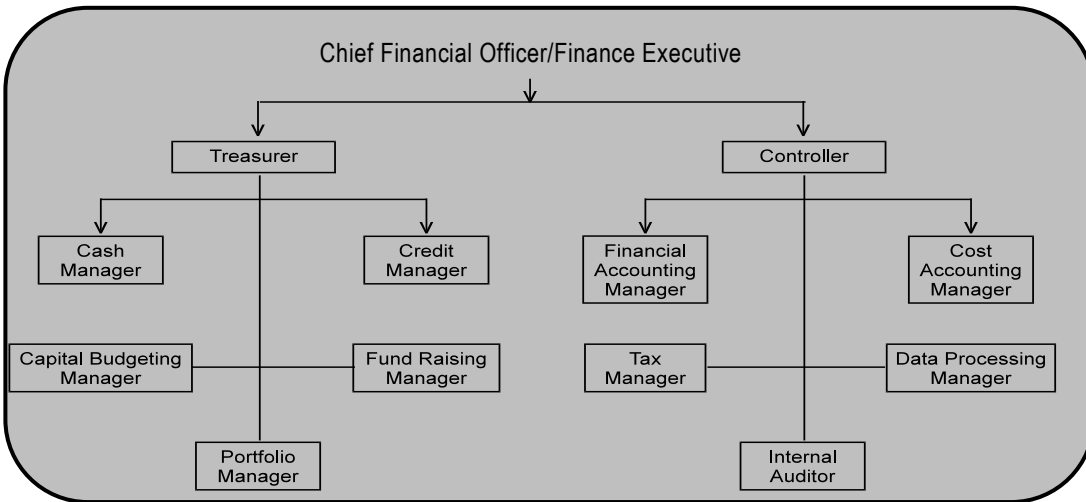 Chief Financial Officer/Finance Executive
Treasurer
Controller
Cash
Manager
Credit
Manager
Financial
Accounting
Manager
Cost
Accounting
Manager
Capital Budgeting
Manager
Fund Raising
Manager
Tax
Manager
Data Processing
Manager
Portfolio
Manager
Internal
Auditor